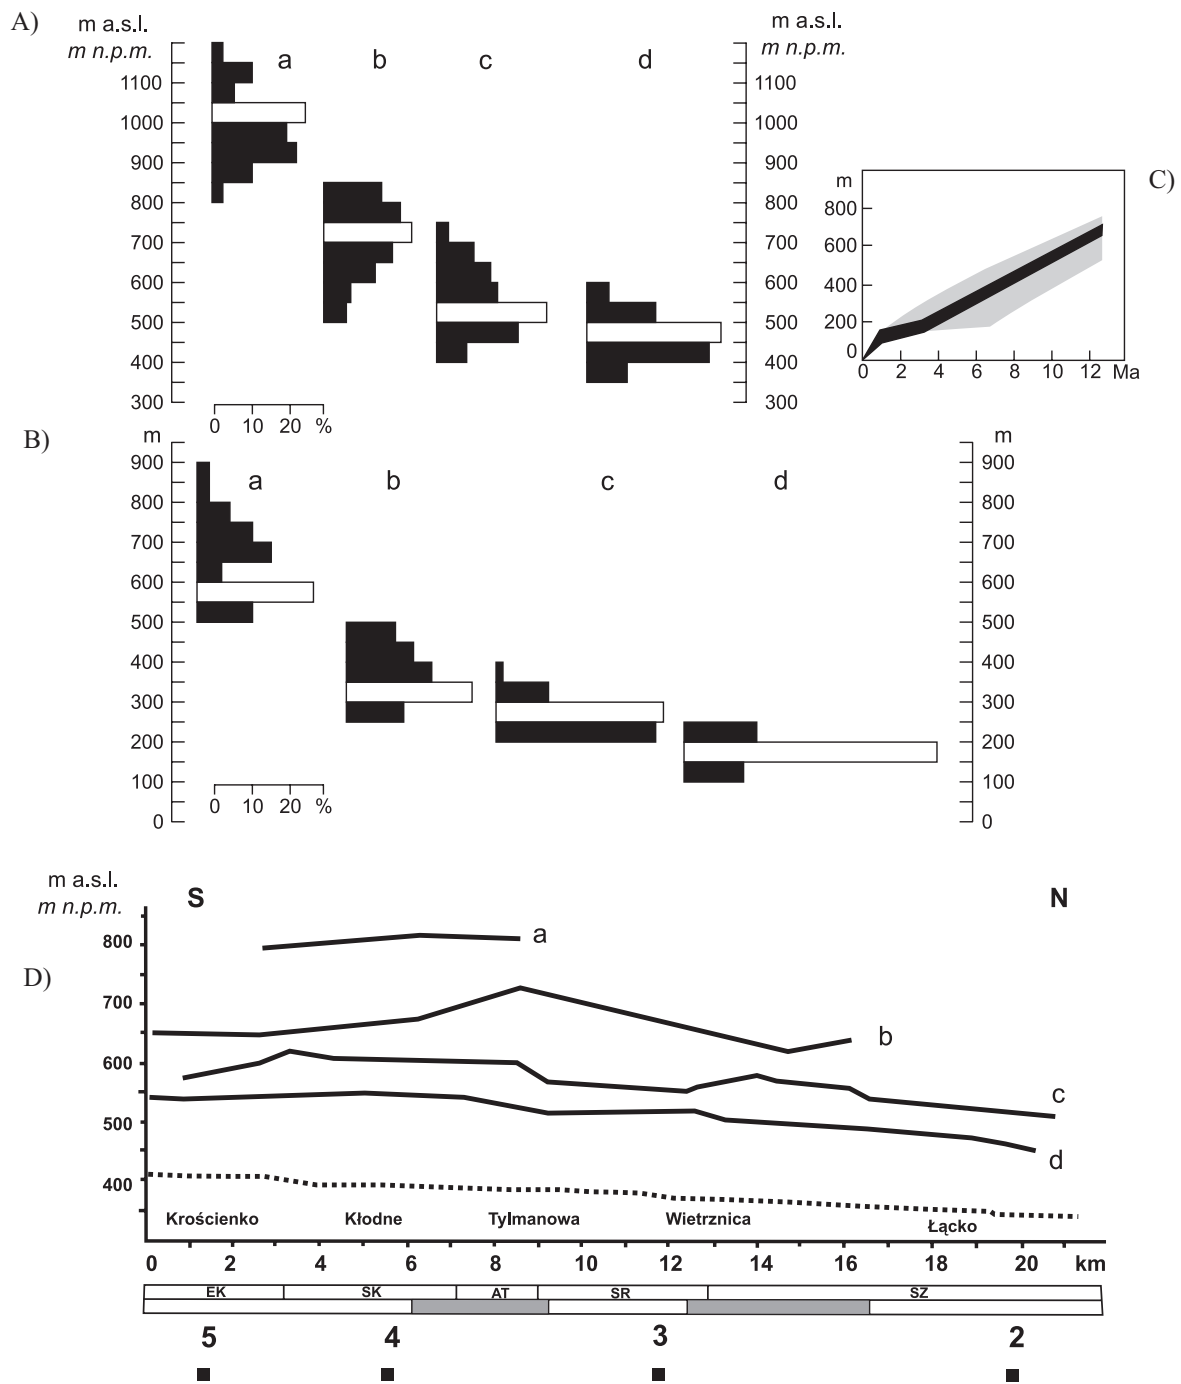 A)
m a.s.l.
m n.p.m.
a
b
c
d
m a.s.l.
m n.p.m.
1100
1000
900
800
700
600
500
400
300
1100
1000
900
800
700
600
500
400
300
0 10 20 %
C)
m
800
600
400
200
0
0 2 4 6 8 10 12 Ma
B)
m
a
b
c
d
m
900
800
700
600
500
400
300
200
100
0
900
800
700
600
500
400
300
200
100
0
0 10 20 %
D)
m a.s.l.
m n.p.m.
S
N
800
700
600
500
400
a
b
c
d
Krościenko Kłodne Tylmanowa Wietrznica Łącko
0 2 4 6 8 10 12 14 16 18 20 km
EK SK AT SR SZ
5 4 3 2